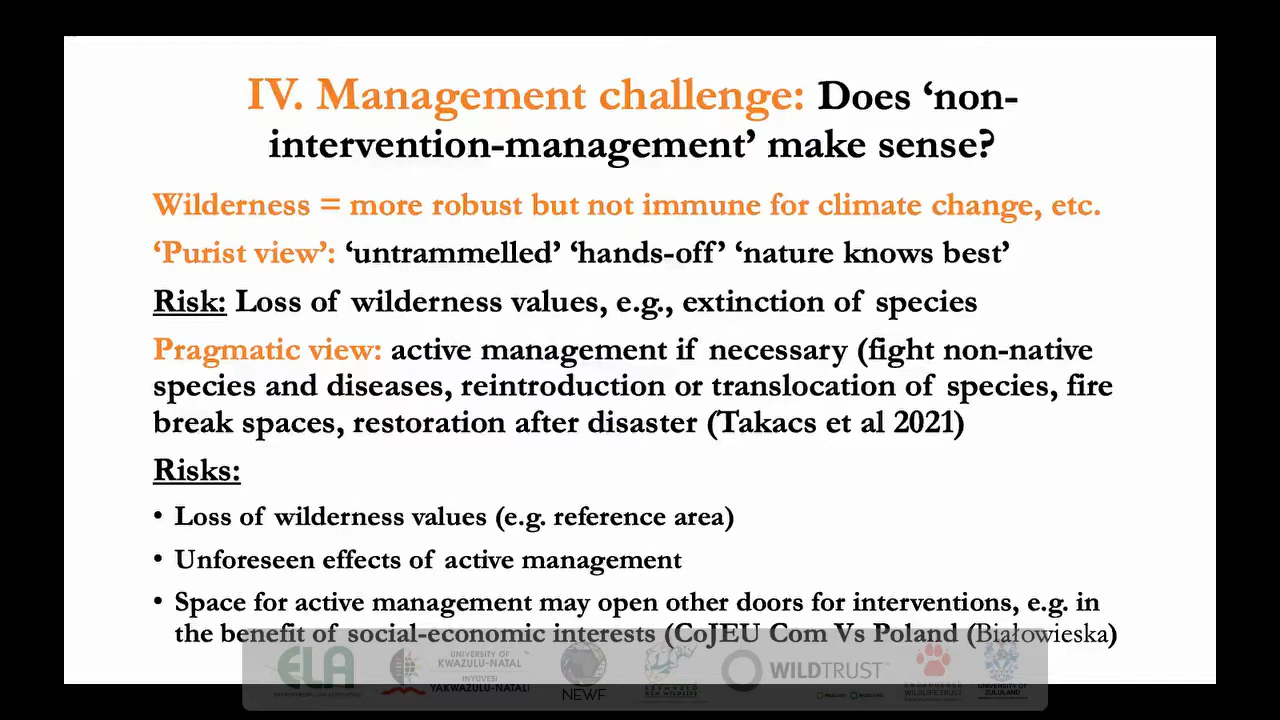 IV. Management challenge: Does ‘non-
intervention-management’ make sense?
Wilderness = more robust but not immune for climate change, etc.
‘Purist view’: ‘untrammelled’ ‘hands-off’ ‘nature knows best’
Risk: Loss of wilderness values, e.g., extinction of species
Pragmatic view: active management if necessary (fight non-native
species and diseases, reintroduction or translocation of species, fire
break spaces, restoration after disaster (Takacs et al 2021)
Risks:
• Loss of wilderness values (e.g. reference area)
• Unforeseen effects of active management
• Space for active management may open other doors for interventions, e.g. in
the benefit of social-economic interests (CoJEU Com Vs Poland (Białowieska)
ELA
UNIVERSITY OF
KWAZULU-NATAL
INYUVESI
YAKWAZULU-NATALI
NEWF
WILDTRUST
ENDANGERED
WILDLIFE TRUST
UNIVERSITY OF
ZULULAND